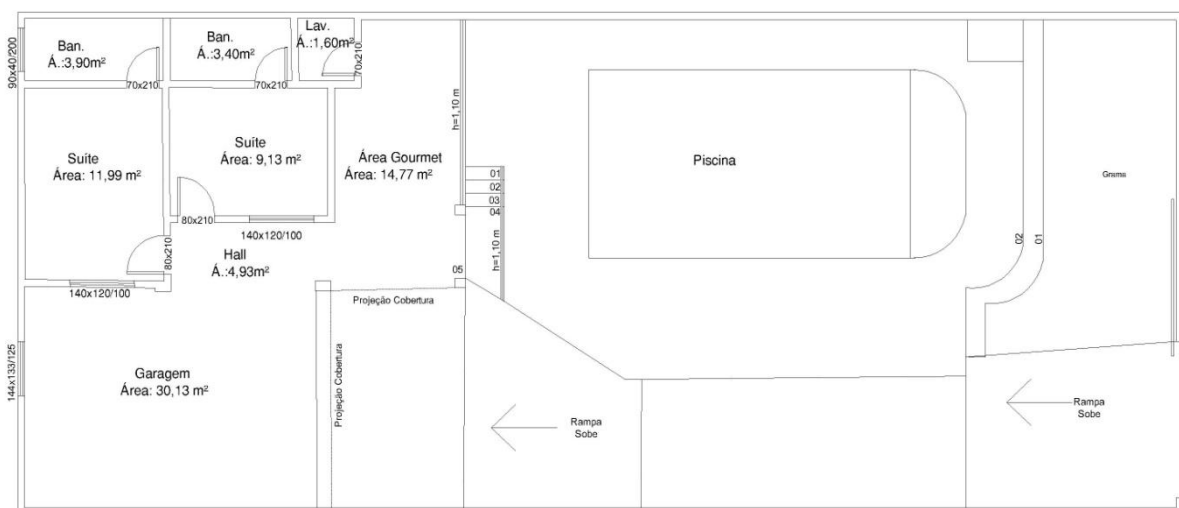 90x40/200
Ban.
Á.:3,90m²
70x210
Ban.
Á.:3,40m²
70x210
Lav.
Á.:1,60m²
70x210
Suíte
Área: 11,99 m²
Suíte
Área: 9,13 m²
80x210
140x120/100
80x210
140x120/100
Área Gourmet
Área: 14,77 m²
h=1,10 m
01
02
03
04
h=1,10 m
05
Hall
Á.:4,93m²
Projeção Cobertura
Projeção Cobertura
144x133/125
Garagem
Área: 30,13 m²
Piscina
02
01
Grama
Rampa
Sobe
Rampa
Sobe